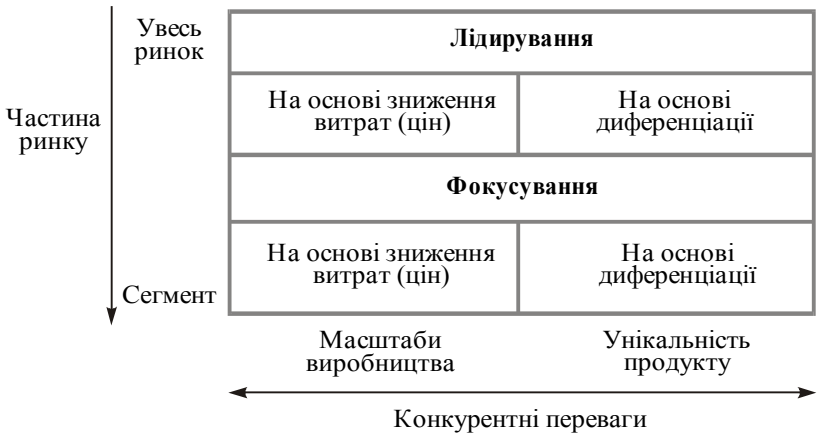 Увесь
ринок
Лідирування
Частина
ринку
На основі зниження
витрат (цін)
На основі
диференціації
Фокусування
На основі зниження
витрат (цін)
На основі
диференціації
Сегмент
Масштаби
виробництва
Унікальність
продукту
Конкурентні переваги